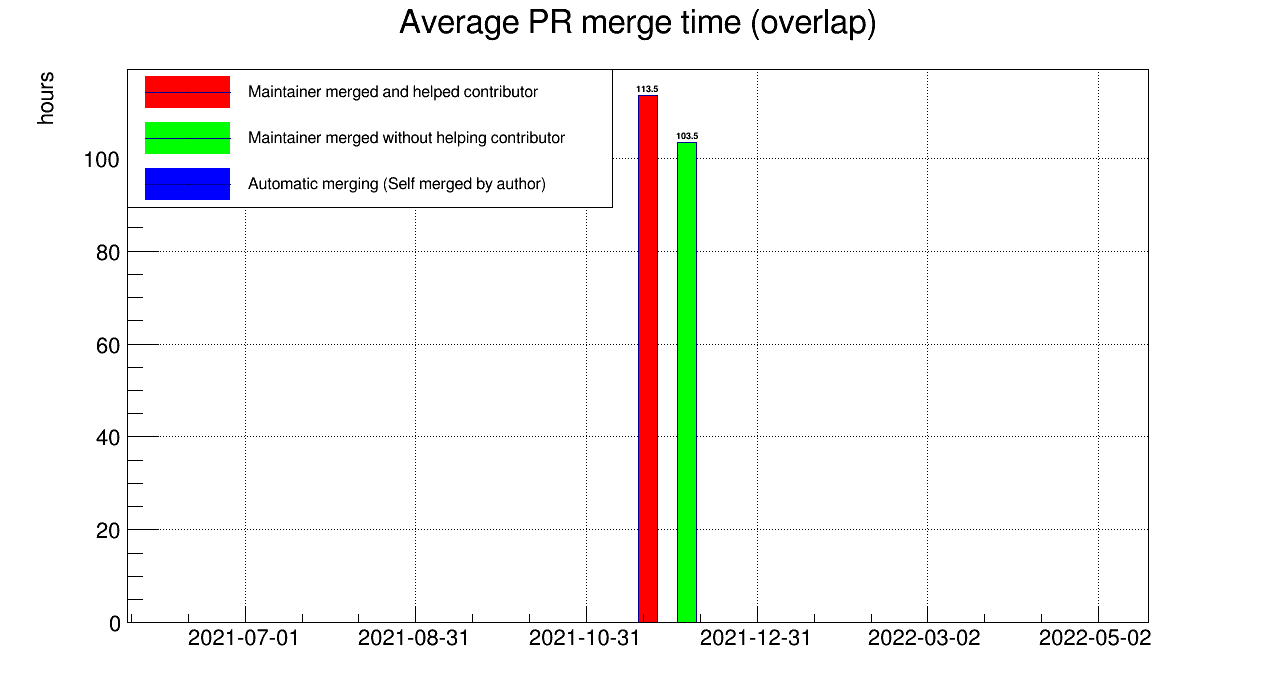 Average PR merge time (overlap)
hours
Maintainer merged and helped contributor
Maintainer merged without helping contributor
Automatic merging (Self merged by author)
113.5
103.5
100
80
60
40
20
0
2021-07-01 2021-08-31 2021-10-31 2021-12-31 2022-03-02 2022-05-02